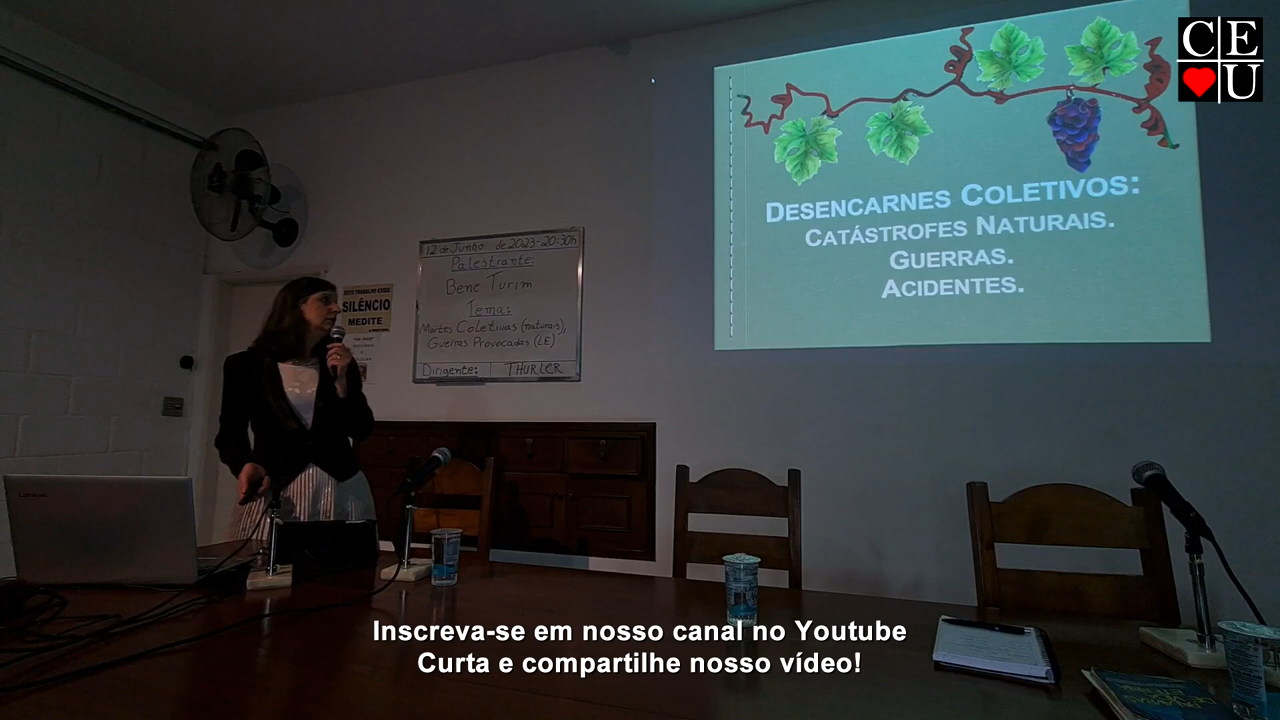 C E
U
DESENCARNES COLETIVOS:
CATÁSTROFES NATURAIS.
GUERRAS.
ACIDENTES.
12 de Junho de 2023-20:30h
Palestrante:
Bene Turim
Tema:
Mortes Coletivas (naturais),
Guerras Provocadas (LE)
Dirigente: THURLER
SILÊNCIO
MEDITE
Inscreva-se em nosso canal no Youtube
Curta e compartilhe nosso vídeo!